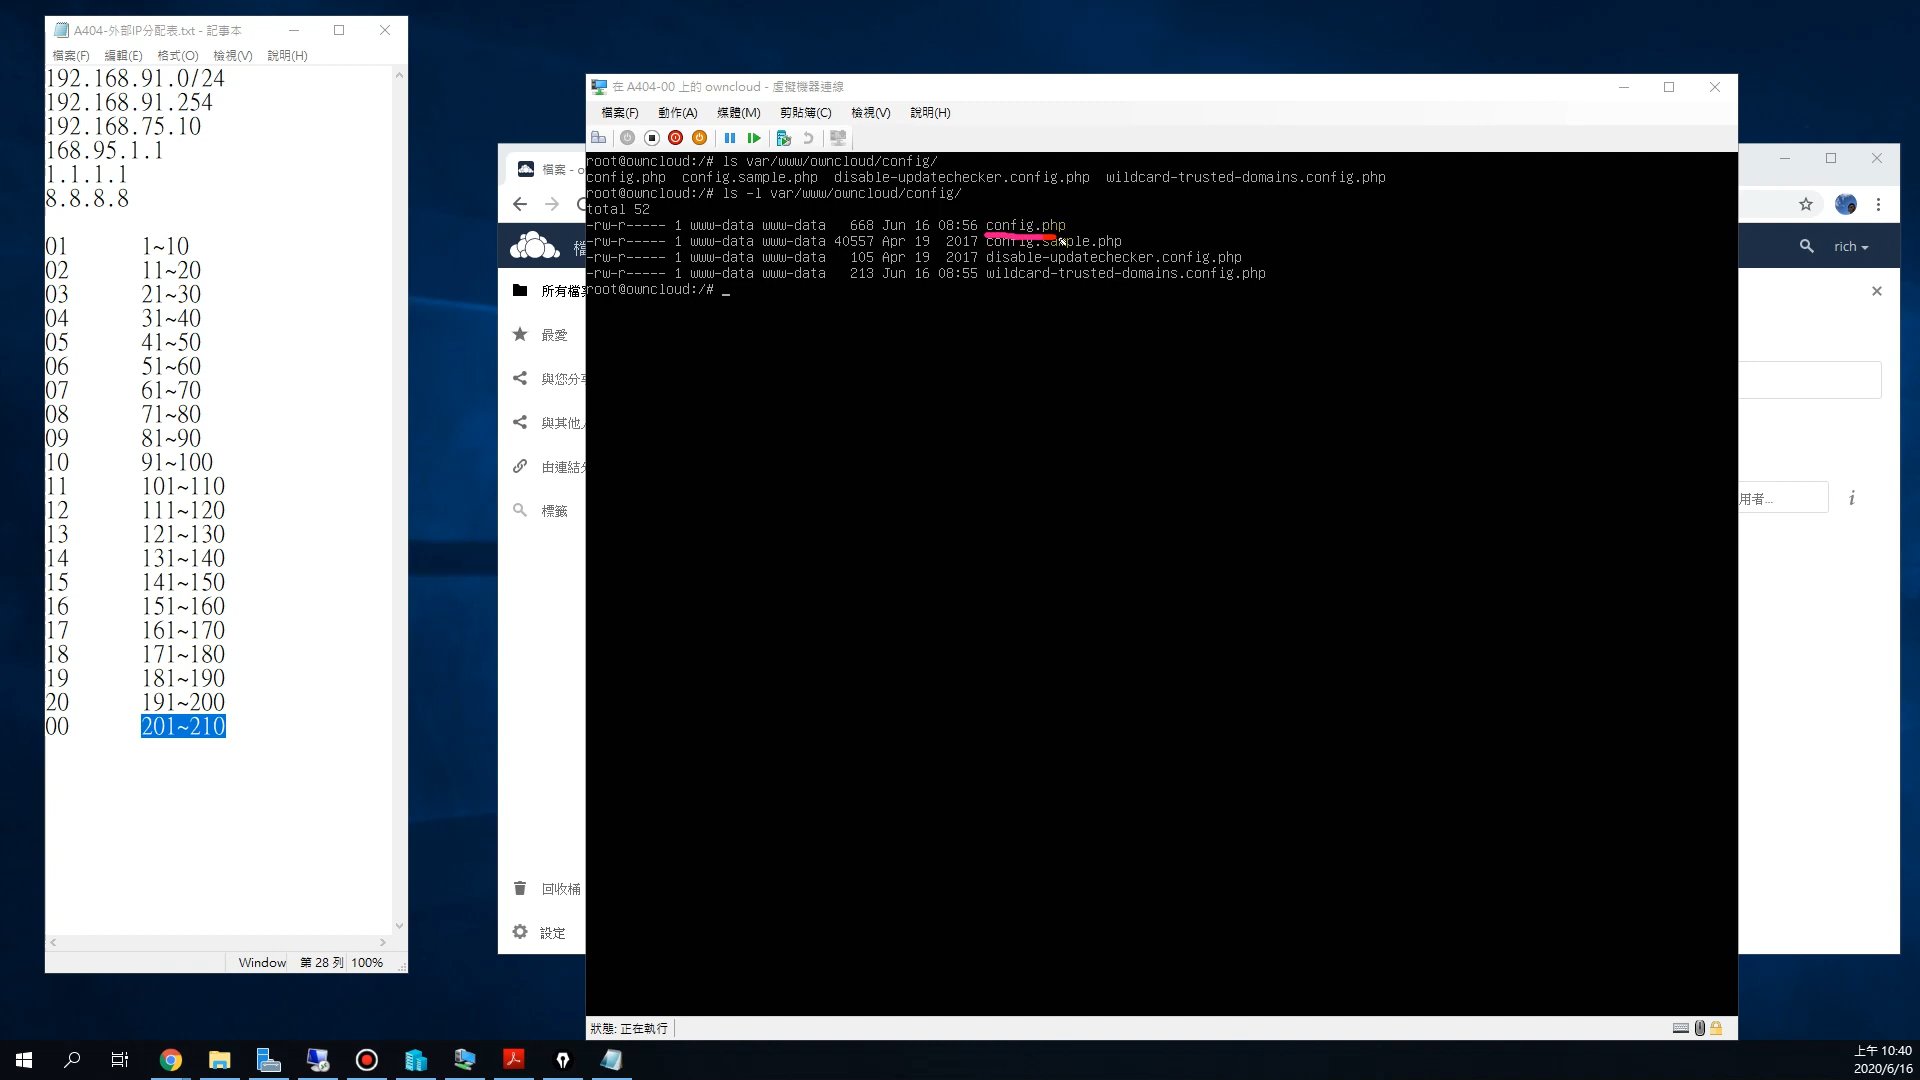 A404-外部IP分配表.txt - 記事本
檔案(F) 編輯(E) 格式(O) 檢視(V) 說明(H)
192.168.91.0/24
192.168.91.254
192.168.75.10
168.95.1.1
1.1.1.1
8.8.8.8
01 1~10
02 11~20
03 21~30
04 31~40
05 41~50
06 51~60
07 61~70
08 71~80
09 81~90
10 91~100
11 101~110
12 111~120
13 121~130
14 131~140
15 141~150
16 151~160
17 161~170
18 171~180
19 181~190
20 191~200
00 201~210
Window 第 28 列 100%
檔案 - o
檔
所有檔
最愛
與您分
與其他
由連結
標籤
回收桶
設定
在 A404-00 上的 owncloud - 虛擬機器連線
檔案(F) 動作(A) 媒體(M) 剪貼簿(C) 檢視(V) 說明(H)
root@owncloud:/# ls var/www/owncloud/config/
config.php config.sample.php disable-updatechecker.config.php wildcard-trusted-domains.config.php
root@owncloud:/# ls -l var/www/owncloud/config/
total 52
-rw-r----- 1 www-data www-data 668 Jun 16 08:56 config.php
-rw-r----- 1 www-data www-data 40557 Apr 19 2017 config.sample.php
-rw-r----- 1 www-data www-data 105 Apr 19 2017 disable-updatechecker.config.php
-rw-r----- 1 www-data www-data 213 Jun 16 08:55 wildcard-trusted-domains.config.php
root@owncloud:/# _
狀態: 正在執行
rich
用者...
i
上午 10:40
2020/6/16